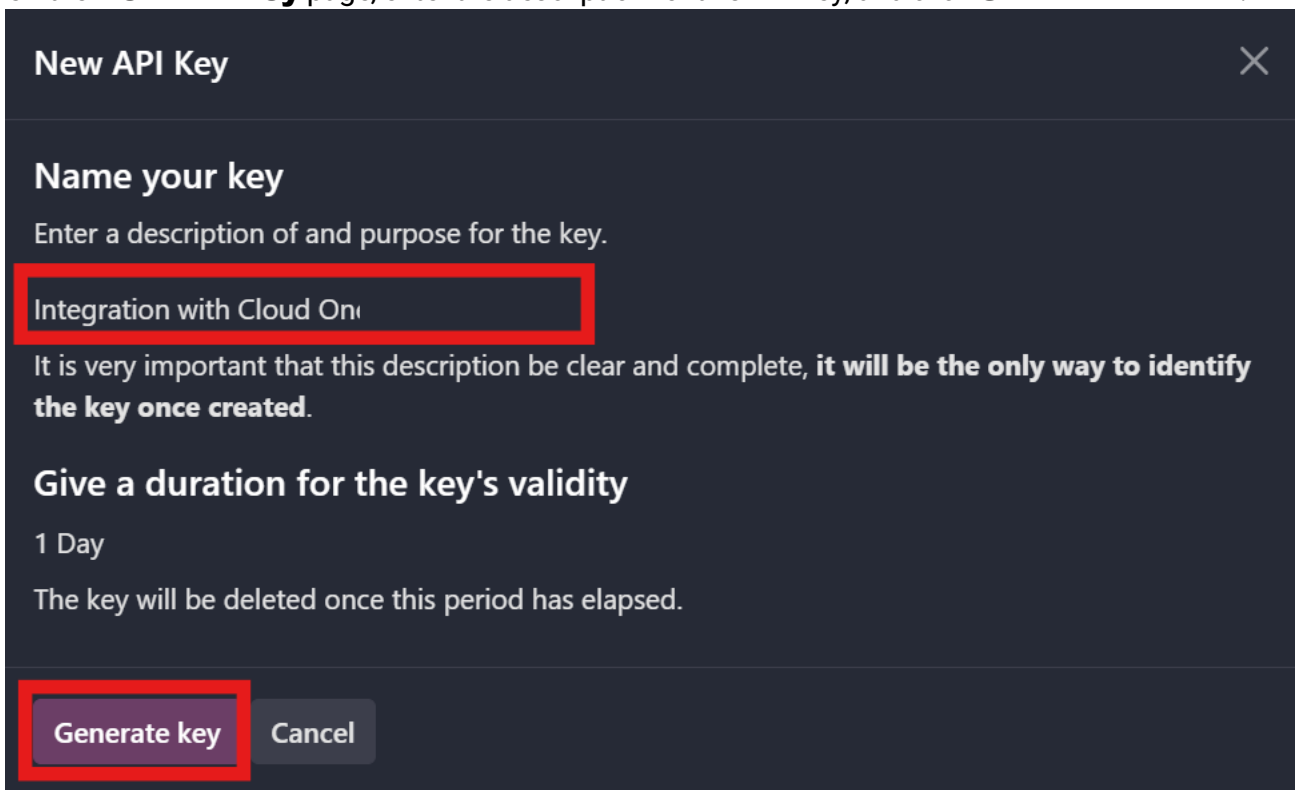 New API Key
Name your key
Enter a description of and purpose for the key.
Integration with Cloud On
It is very important that this description be clear and complete, it will be the only way to identify
the key once created.
Give a duration for the key's validity
1 Day
The key will be deleted once this period has elapsed.
Generate key Cancel